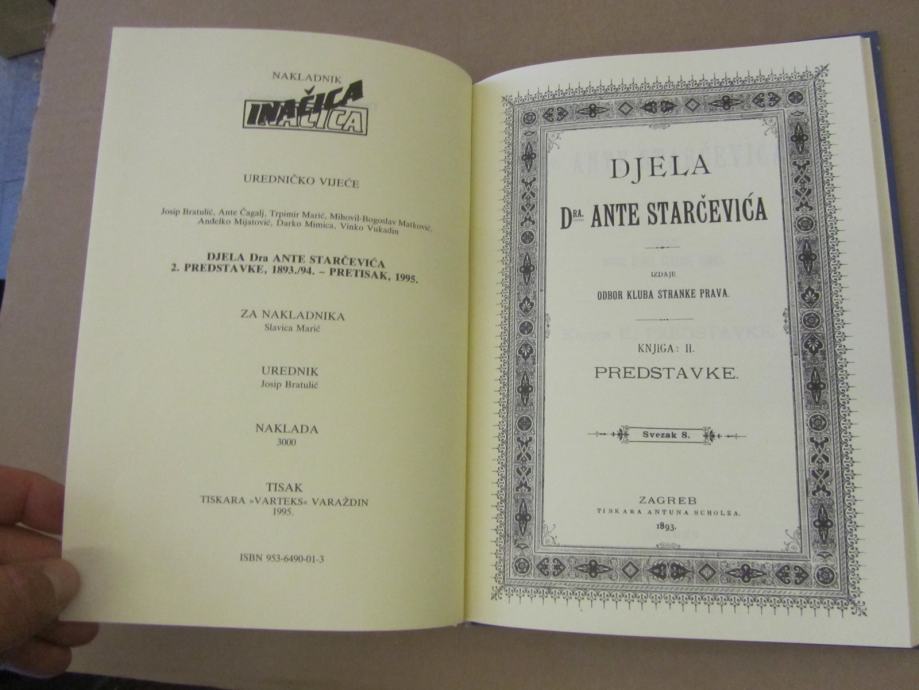 NAKLADNIK
INAČICA
UREDNIČKO VIJEĆE
Josip Bratulić, Ante Čagalj, Trpimir Marić, Mihovil-Bogoslav Matković,
Anđelko Mijatović, Darko Mimica, Vinko Vukadin
DJELA Dra ANTE STARČEVIĆA
2. PREDSTAVKE, 1893./94. – PRETISAK, 1995.
ZA NAKLADNIKA
Slavica Marić
UREDNIK
Josip Bratulić
NAKLADA
3000
TISAK
TISKARA »VARTEKS« VARAŽDIN
1995.
ISBN 953-6490-01-3
DJELA
DRA. ANTE STARČEVIĆA
IZDAJE
ODBOR KLUBA STRANKE PRAVA.
KNJIGA: II.
PREDSTAVKE.
Svezak 8.
ZAGREB
TISKARA ANTUNA SCHOLZA.
1893.